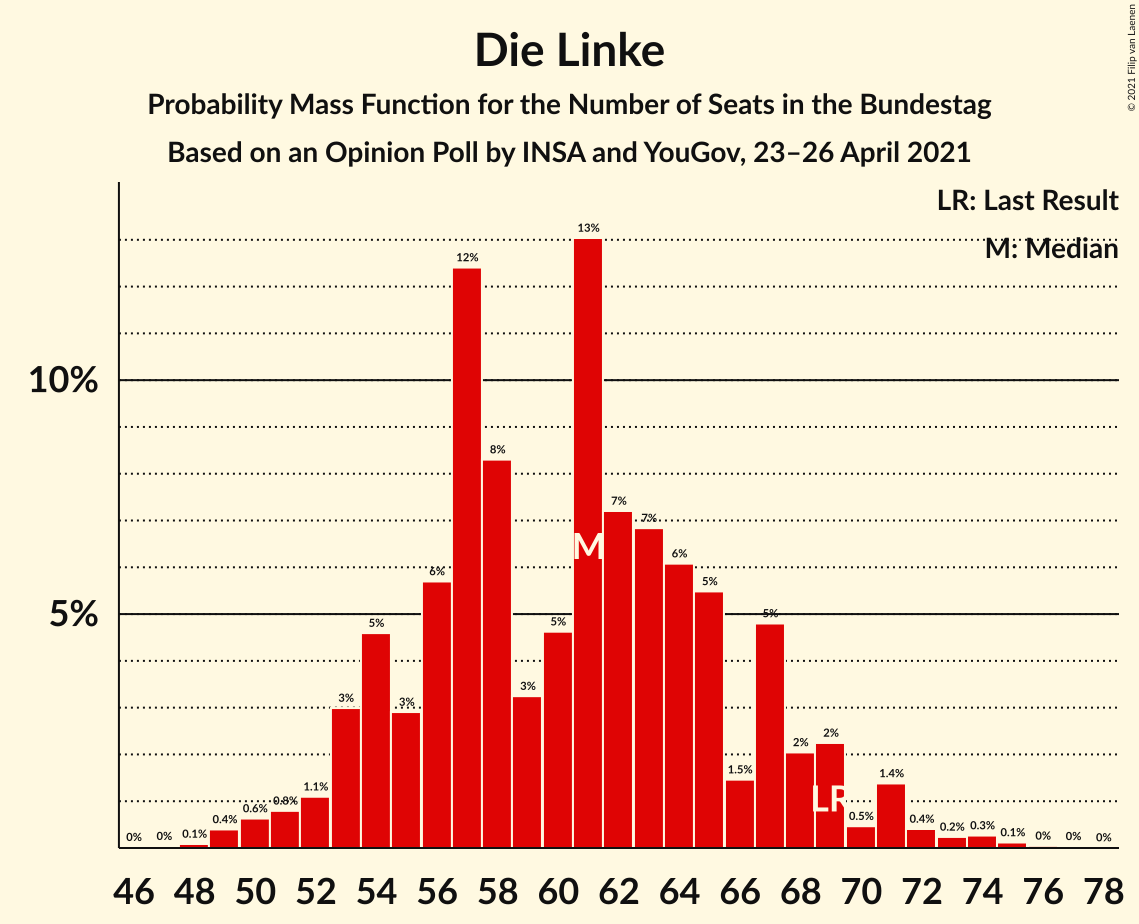 Die Linke
Probability Mass Function for the Number of Seats in the Bundestag
Based on an Opinion Poll by INSA and YouGov, 23–26 April 2021
© 2021 Filip van Laenen
LR: Last Result
M: Median
10%
5%
0% 0% 0.1% 0.4% 0.6% 0.8% 1.1% 3% 5% 3% 6% 12% 8% 3% 5% 13% 7% 7% 6% 5% 1.5% 5% 2% 2% 0.5% 1.4% 0.4% 0.2% 0.3% 0.1% 0% 0% 0%
M
LR
46 48 50 52 54 56 58 60 62 64 66 68 70 72 74 76 78